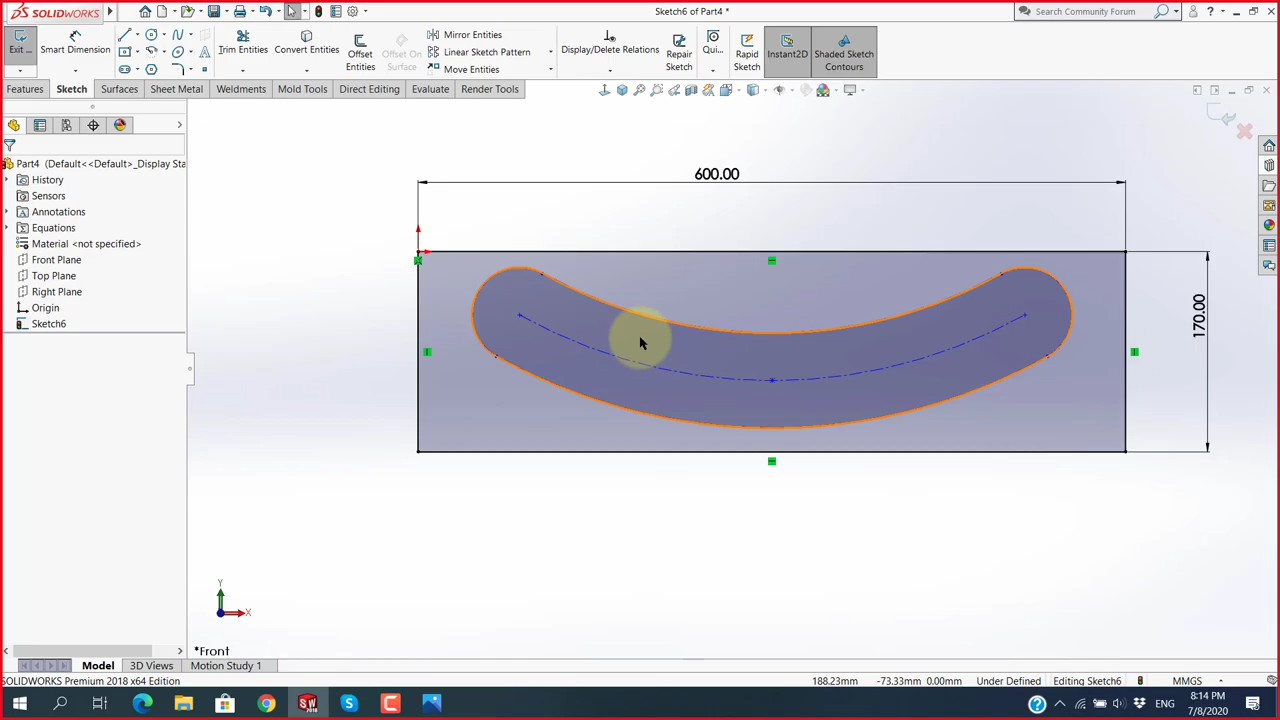 SOLIDWORKS
Sketch6 of Part4 *
Search Community Forum
?
Exit ...
Smart Dimension
Trim Entities
Convert Entities
Offset Entities
Offset On Surface
Mirror Entities
Linear Sketch Pattern
Move Entities
Display/Delete Relations
Repair Sketch
Qui...
Rapid Sketch
Instant2D
Shaded Sketch Contours
Features
Sketch
Surfaces
Sheet Metal
Weldments
Mold Tools
Direct Editing
Evaluate
Render Tools
Part4 (Default<<Default>_Display Sta
History
Sensors
Annotations
Equations
Material <not specified>
Front Plane
Top Plane
Right Plane
Origin
Sketch6
600.00
170.00
Y
X
*Front
Model
3D Views
Motion Study 1
SOLIDWORKS Premium 2018 x64 Edition
188.23mm
-73.33mm 0.00mm
Under Defined
Editing Sketch6
MMGS
SW
2018
ENG
8:14 PM
7/8/2020